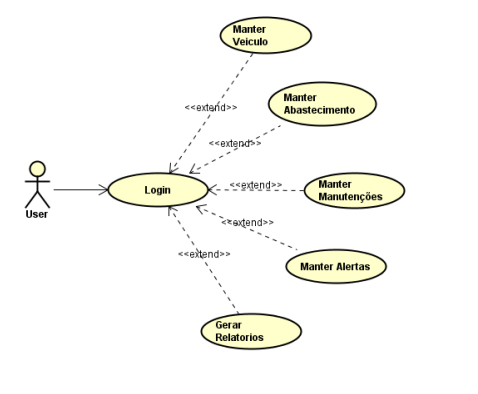 Manter
Veiculo
<<extend>>
Manter
Abastecimento
<<extend>>
User
Login
<<extend>>
Manter
Manutenções
<<extend>>
Manter Alertas
<<extend>>
Gerar
Relatorios